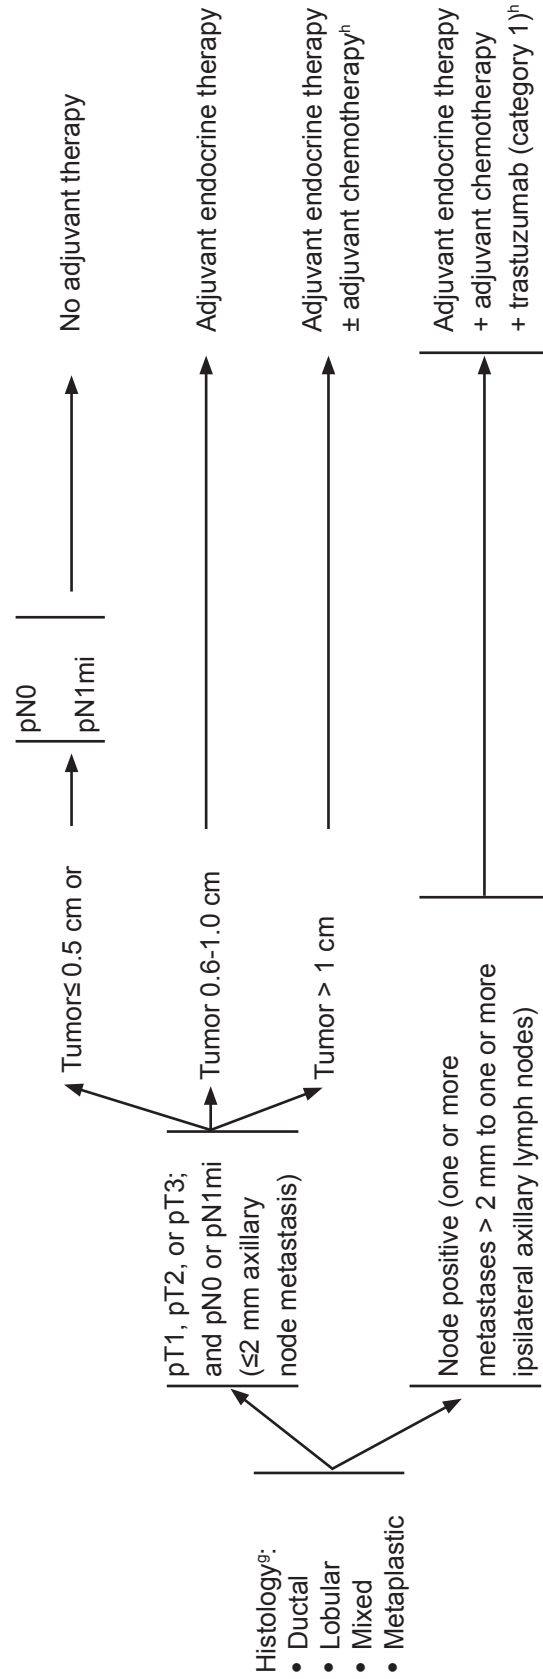 Histologyᵍ:
• Ductal
• Lobular
• Mixed
• Metaplastic
pT1, pT2, or pT3;
and pN0 or pN1mi
(≤2 mm axillary
node metastasis)
Tumor≤ 0.5 cm or
pN0
pN1mi
No adjuvant therapy
Tumor 0.6-1.0 cm
Adjuvant endocrine therapy
Tumor > 1 cm
Adjuvant endocrine therapy
± adjuvant chemotherapyʰ
Node positive (one or more
metastases > 2 mm to one or more
ipsilateral axillary lymph nodes)
Adjuvant endocrine therapy
+ adjuvant chemotherapy
+ trastuzumab (category 1)ʰ